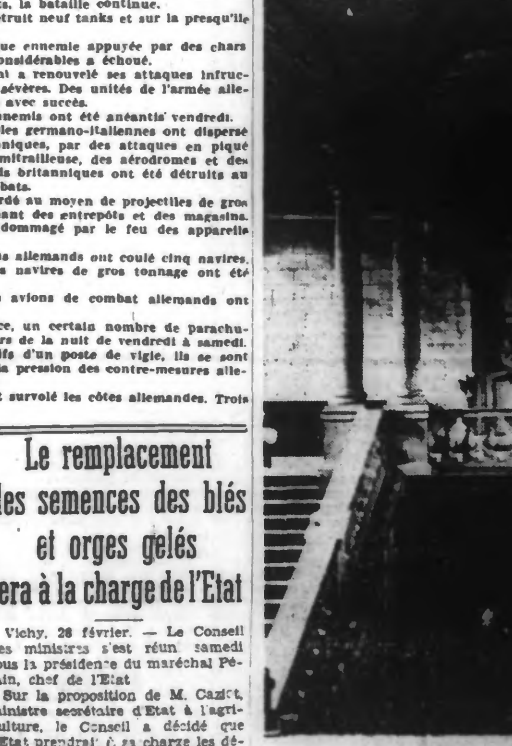 s, la bataille continue.
truit neuf tanks et sur la presqu'île
ue ennemie appuyée par des chars
onsidérables a échoué.
nt a renouvelé ses attaques infruc-
sévères. Des unités de l'armée alle-
avec succès.
nnemis ont été anéantis vendredi.
les germano-italiennes ont dispersé
niques, par des attaques en piqué
mitrailleuse, des aérodromes et des
s britanniques ont été détruits au
bats.
rdé au moyen de projectiles de gros
ant des entrepôts et des magasins.
dommagé par le feu des appareils
s allemands ont coulé cinq navires.
s navires de gros tonnage ont été
avions de combat allemands ont
ce, un certain nombre de parachu-
rs de la nuit de vendredi à samedi.
ifs d'un poste de vigie, ils se sont
la pression des contre-mesures alle-
t survolé les côtes allemandes. Trois
Le remplacement
des semences des blés
et orges gelés
era à la charge de l'Etat
Vichy, 28 février. — Le Conseil
es ministres s'est réun samedi
ous la présidence du maréchal Pé-
ain, chef de l'Etat
Sur la proposition de M. Caziot,
ministre secrétaire d'Etat à l'agri-
ulture, le Conseil a décidé que
Etat prendrai à sa charge les dé-